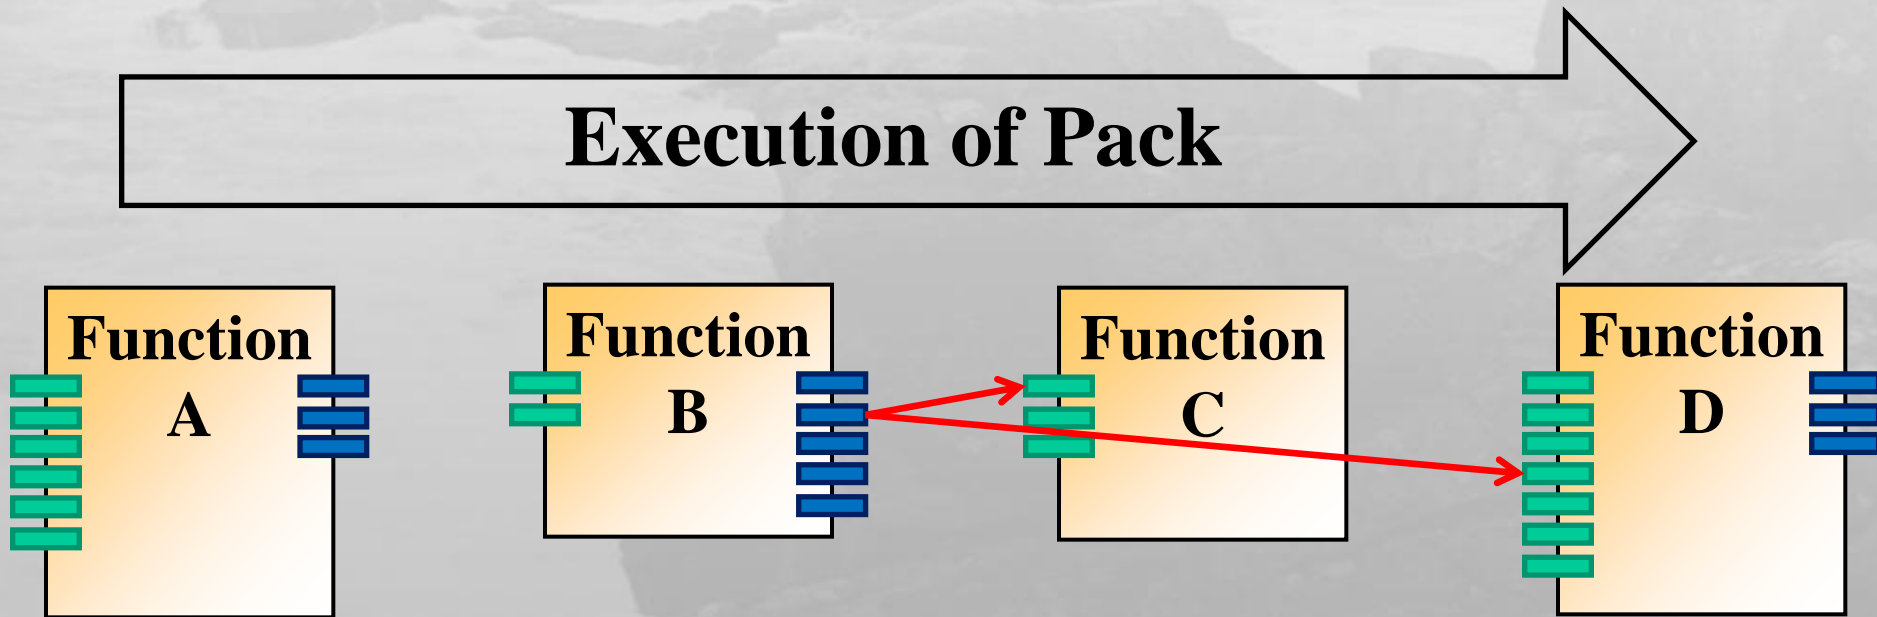 Execution of Pack
Function
A
Function
B
Function
C
Function
D